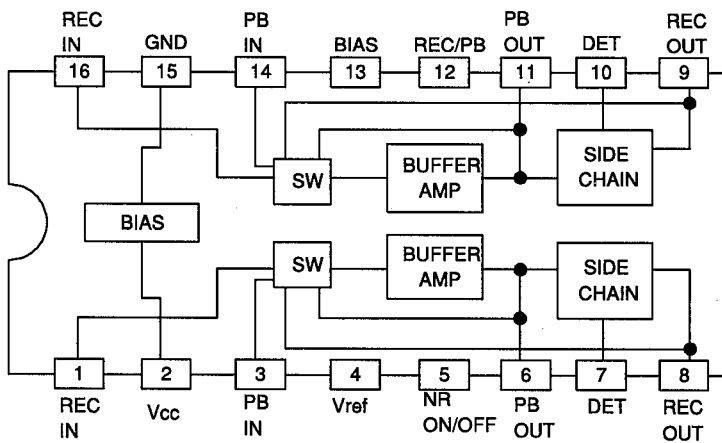 REC IN
GND
PB IN
BIAS
REC/PB
PB OUT
DET
REC OUT
16
15
14
13
12
11
10
9
SW
BUFFER
AMP
SIDE
CHAIN
BIAS
SW
BUFFER
AMP
SIDE
CHAIN
1
2
3
4
5
6
7
8
REC IN
Vcc
PB IN
Vref
NR ON/OFF
PB OUT
DET
REC OUT